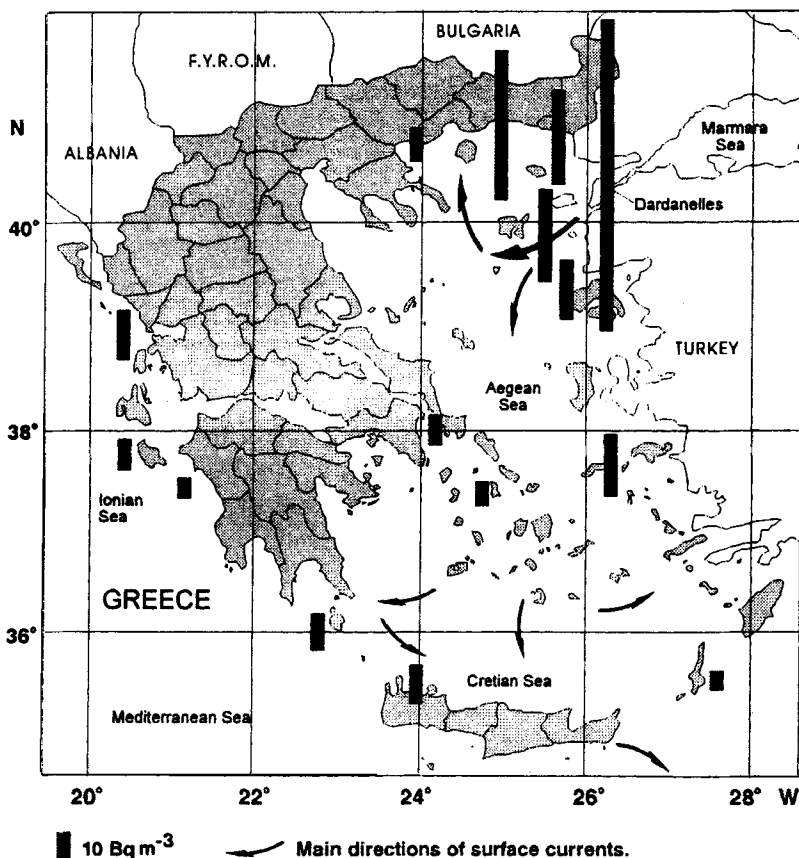 BULGARIA
F.Y.R.O.M.
N
Marmara
Sea
ALBANIA
Dardanelles
40°
TURKEY
Aegean
Sea
38°
Ionian
Sea
GREECE
36°
Cretian Sea
Mediterranean Sea
20° 22° 24° 26° 28° W
10 Bq m⁻³ Main directions of surface currents.